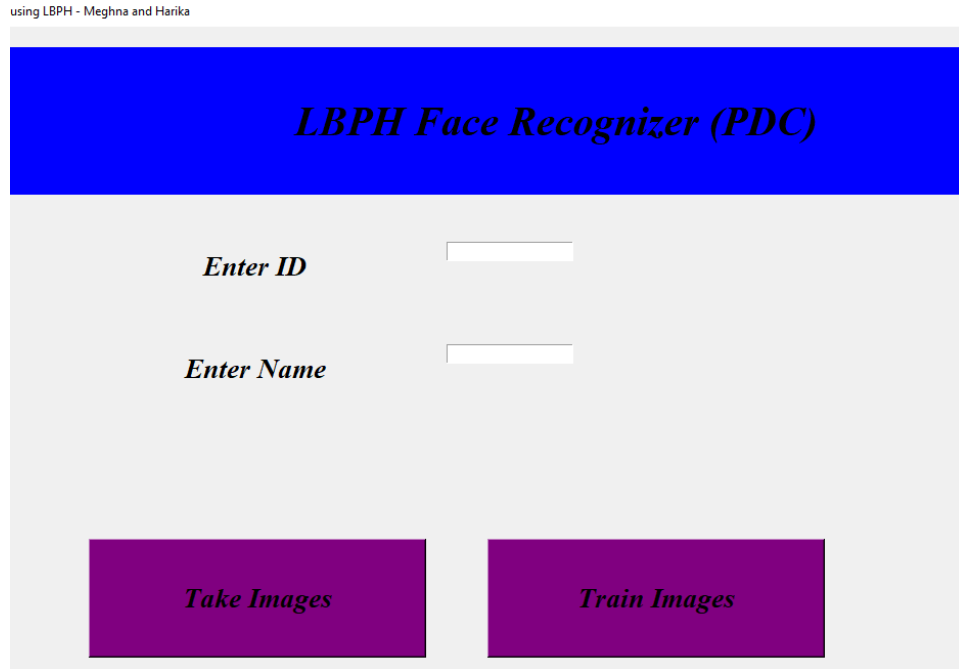 using LBPH - Meghna and Harika
LBPH Face Recognizer (PDC)
Enter ID
Enter Name
Take Images
Train Images